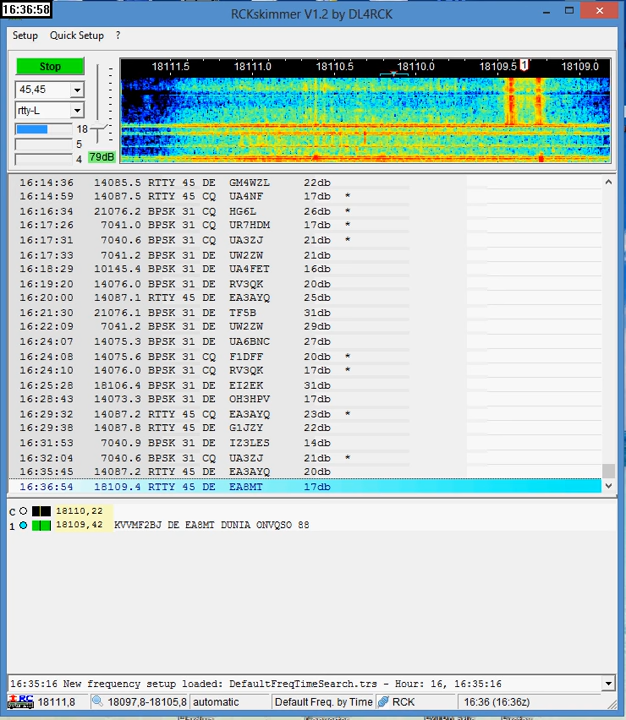 16:36:58
RCKskimmer V1.2 by DL4RCK
Setup Quick Setup ?
Stop
18111.5 18111.0 18110.5 18110.0 18109.5 1 18109.0
45,45
rtty-L
18
5
4 79dB
16:14:36 14085.5 RTTY 45 DE GM4WZL 22db
16:14:59 14087.5 RTTY 45 CQ UA4NF 17db *
16:16:34 21076.2 BPSK 31 CQ HG6L 26db *
16:17:26 7041.0 BPSK 31 CQ UR7HDM 17db *
16:17:31 7040.6 BPSK 31 CQ UA3ZJ 21db *
16:17:33 7041.2 BPSK 31 DE UW2ZW 21db
16:18:29 10145.4 BPSK 31 DE UA4FET 16db
16:19:20 14076.0 BPSK 31 DE RV3QK 20db
16:20:00 14087.1 RTTY 45 DE EA3AYQ 25db
16:21:30 21076.1 BPSK 31 DE TF5B 31db
16:22:09 7041.2 BPSK 31 DE UW2ZW 29db
16:24:07 14075.3 BPSK 31 DE UA6BNC 27db
16:24:08 14075.6 BPSK 31 CQ F1DFF 20db *
16:24:10 14076.0 BPSK 31 CQ RV3QK 17db *
16:25:28 18106.4 BPSK 31 DE EI2EK 31db
16:28:43 14073.3 BPSK 31 DE OH3HPV 17db
16:29:32 14087.2 RTTY 45 CQ EA3AYQ 23db *
16:29:38 14087.8 RTTY 45 DE G1JZY 22db
16:31:53 7040.9 BPSK 31 DE IZ3LES 14db
16:32:04 7040.6 BPSK 31 CQ UA3ZJ 21db *
16:35:45 14087.2 RTTY 45 DE EA3AYQ 20db
16:36:54 18109.4 RTTY 45 DE EA8MT 17db
C 18110,22
1 18109,42 KVVMF2BJ DE EA8MT DUNIA ONVQSO 88
16:35:16 New frequency setup loaded: DefaultFreqTimeSearch.trs - Hour: 16, 16:35:16
18111,8 18097,8-18105,8 automatic Default Freq. by Time RCK 16:36 (16:36z)